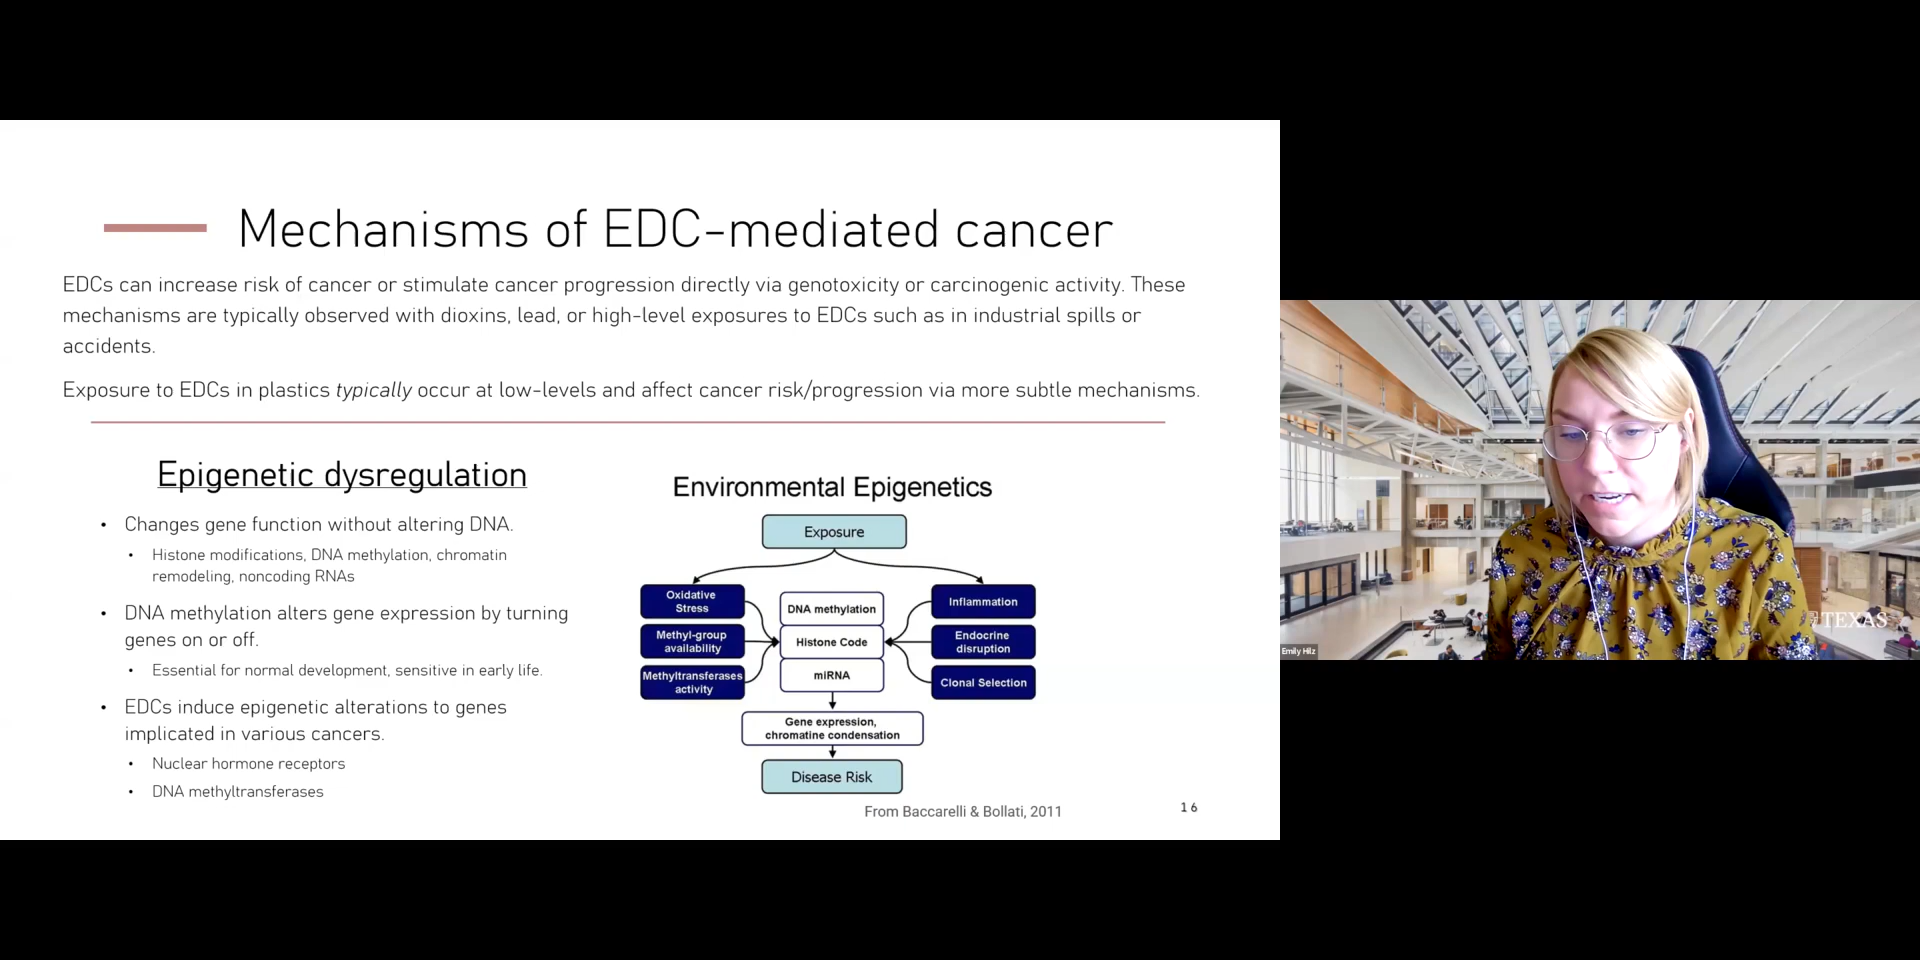 Mechanisms of EDC-mediated cancer
EDCs can increase risk of cancer or stimulate cancer progression directly via genotoxicity or carcinogenic activity. These
mechanisms are typically observed with dioxins, lead, or high-level exposures to EDCs such as in industrial spills or
accidents.
Exposure to EDCs in plastics typically occur at low-levels and affect cancer risk/progression via more subtle mechanisms.
Epigenetic dysregulation
• Changes gene function without altering DNA.
• Histone modifications, DNA methylation, chromatin
remodeling, noncoding RNAs
• DNA methylation alters gene expression by turning
genes on or off.
• Essential for normal development, sensitive in early life.
• EDCs induce epigenetic alterations to genes
implicated in various cancers.
• Nuclear hormone receptors
• DNA methyltransferases
Environmental Epigenetics
Exposure
Oxidative
Stress
Methyl-group
availability
Methyltransferases
activity
DNA methylation
Histone Code
miRNA
Inflammation
Endocrine
disruption
Clonal Selection
Gene expression,
chromatine condensation
Disease Risk
From Baccarelli & Bollati, 2011
16
TEXAS
Emily Hilz